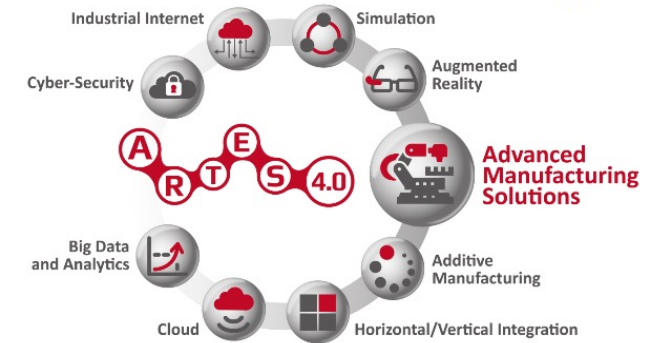 Industrial Internet
Simulation
Cyber-Security
Augmented
Reality
A R T E S 4.0
Advanced
Manufacturing
Solutions
Big Data
and Analytics
Additive
Manufacturing
Cloud
Horizontal/Vertical Integration